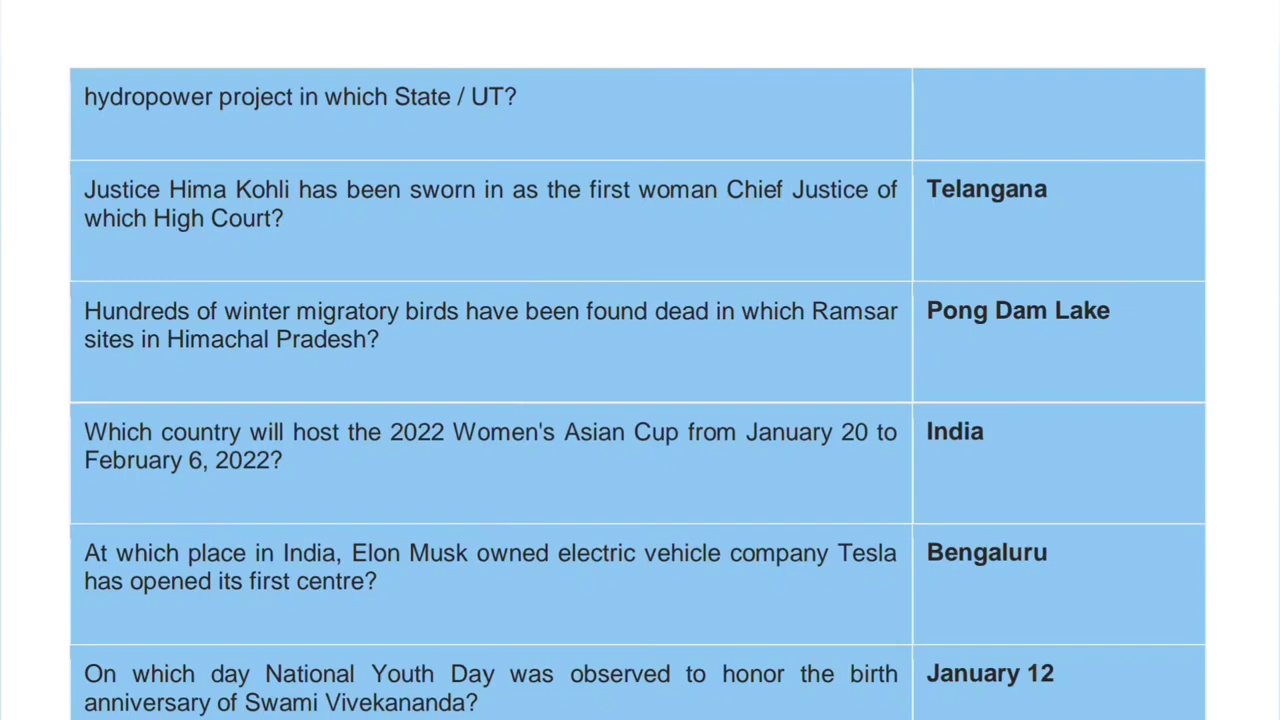 hydropower project in which State / UT?
Justice Hima Kohli has been sworn in as the first woman Chief Justice of
which High Court?
Telangana
Hundreds of winter migratory birds have been found dead in which Ramsar
sites in Himachal Pradesh?
Pong Dam Lake
Which country will host the 2022 Women's Asian Cup from January 20 to
February 6, 2022?
India
At which place in India, Elon Musk owned electric vehicle company Tesla
has opened its first centre?
Bengaluru
On which day National Youth Day was observed to honor the birth
anniversary of Swami Vivekananda?
January 12